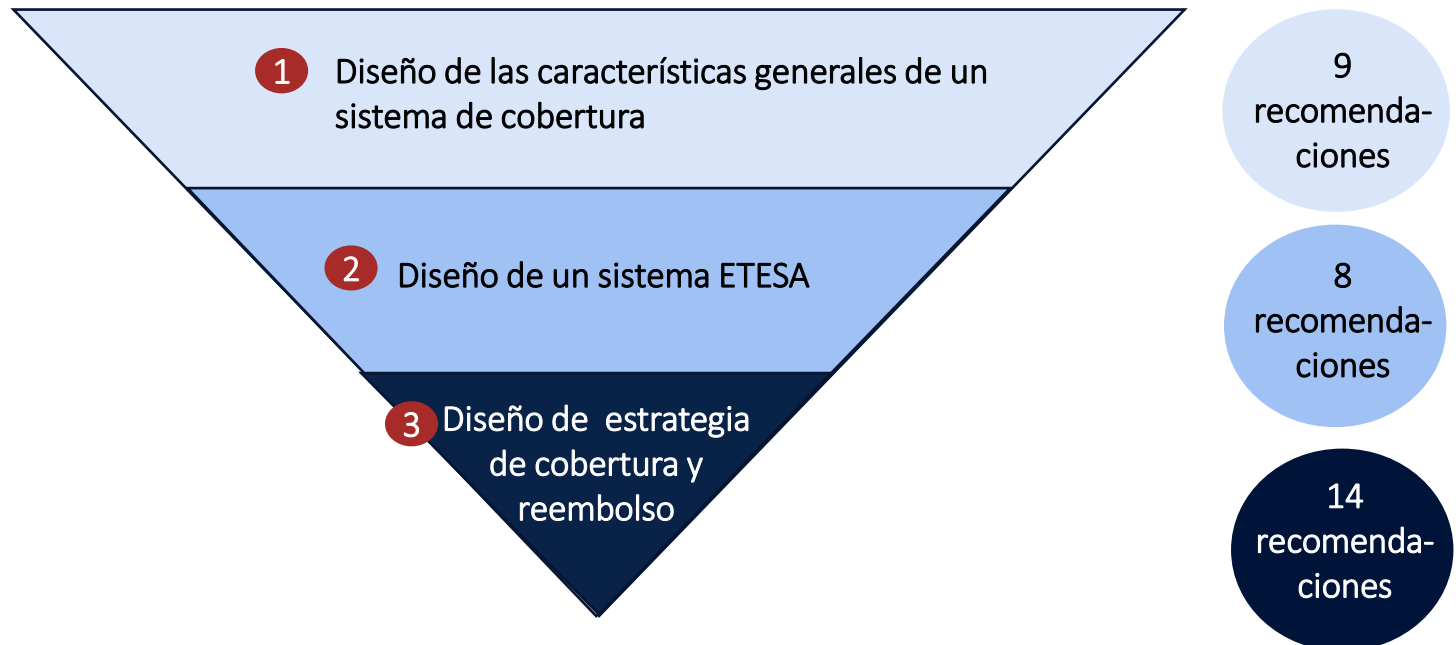 1
Diseño de las características generales de un
sistema de cobertura
9
recomenda-
ciones
2
Diseño de un sistema ETESA
8
recomenda-
ciones
3
Diseño de  estrategia
de cobertura y
reembolso
14
recomenda-
ciones